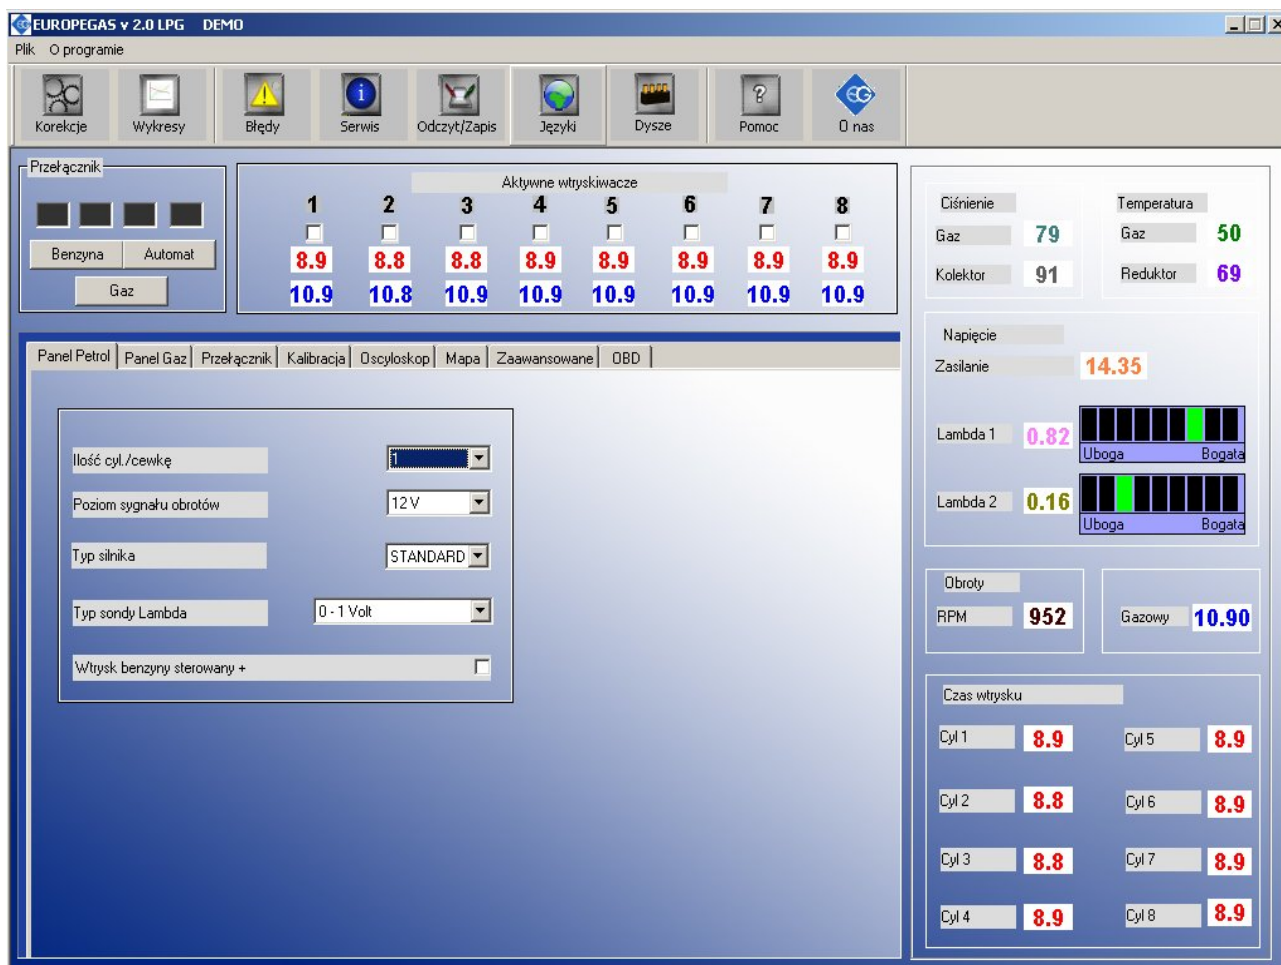 EUROPEGAS v 2.0 LPG DEMO
Plik O programie
Korekcje Wykresy Błędy Serwis Odczyt/Zapis Języki Dysze Pomoc O nas
EG
Przełącznik
Benzyna Automat
Gaz
Aktywne wtryskiwacze
1 2 3 4 5 6 7 8
8.9 8.8 8.8 8.9 8.9 8.9 8.9 8.9
10.9 10.8 10.9 10.9 10.9 10.9 10.9 10.9
Panel Petrol Panel Gaz Przełącznik Kalibracja Oscyloskop Mapa Zaawansowane OBD
Ilość cyl./cewkę 1
Poziom sygnału obrotów 12 V
Typ silnika STANDARD
Typ sondy Lambda 0 - 1 Volt
Wtrysk benzyny sterowany +
Ciśnienie
Gaz 79
Kolektor 91
Temperatura
Gaz 50
Reduktor 69
Napięcie
Zasilanie 14.35
Lambda 1 0.82
Uboga Bogata
Lambda 2 0.16
Uboga Bogata
Obroty
RPM 952
Gazowy 10.90
Czas wtrysku
Cyl 1 8.9 Cyl 5 8.9
Cyl 2 8.8 Cyl 6 8.9
Cyl 3 8.8 Cyl 7 8.9
Cyl 4 8.9 Cyl 8 8.9